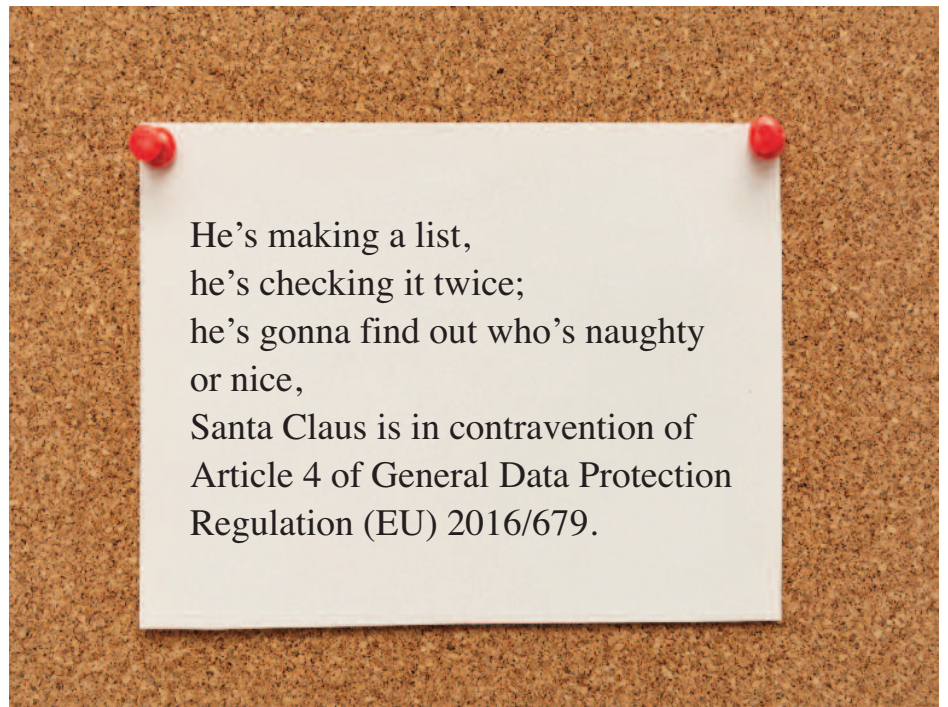 He’s making a list,
he’s checking it twice;
he’s gonna find out who’s naughty
or nice,
Santa Claus is in contravention of
Article 4 of General Data Protection
Regulation (EU) 2016/679.